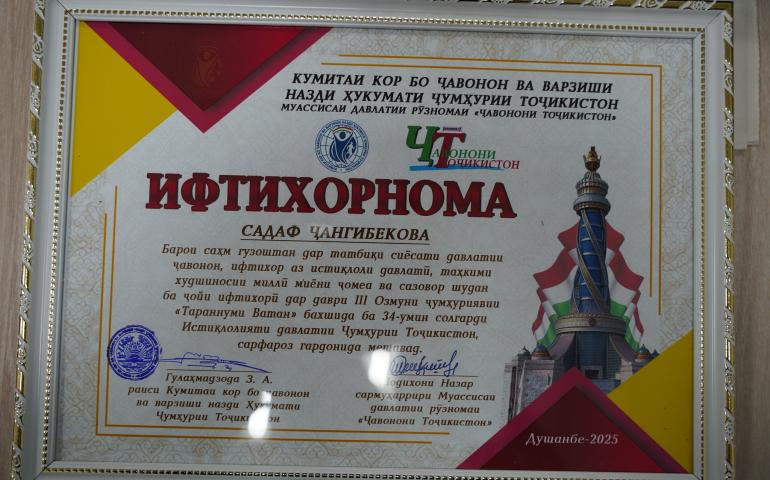 КУМИТАИ КОР БО ҶАВОНОН ВА ВАРЗИШИ
НАЗДИ ҲУКУМАТИ ҶУМҲУРИИ ТОҶИКИСТОН
МУАССИСАИ ДАВЛАТИИ РӮЗНОМАИ «ҶАВОНОНИ ТОҶИКИСТОН»
ҶТ
ҶАВОНОНИ
ТОҶИКИСТОН
ИФТИХОРНОМА
САДАФ ҶАНГИБЕКОВА
Барои саҳм гузоштан дар татбиқи сиёсати давлатии
ҷавонон, ифтихор аз истиқлоли давлатӣ, таҳкими
худшиносии миллӣ миёни ҷомеа ва сазовор шудан
ба ҷойи ифтихорӣ дар даври III Озмуни ҷумҳуриявии
«Тараннуми Ватан» бахшида ба 34-умин солгарди
Истиқлолияти давлатии Ҷумҳурии Тоҷикистон,
сарфароз гардонида мешавад.
Гулаҳмадзода З. А.
раиси Кумитаи кор бо ҷавонон
ва варзиши назди Ҳукумати
Ҷумҳурии Тоҷикистон
Назар
сармуҳаррири Муассисаи
давлатии рӯзномаи
«Ҷавонони Тоҷикистон»
Душанбе-2025